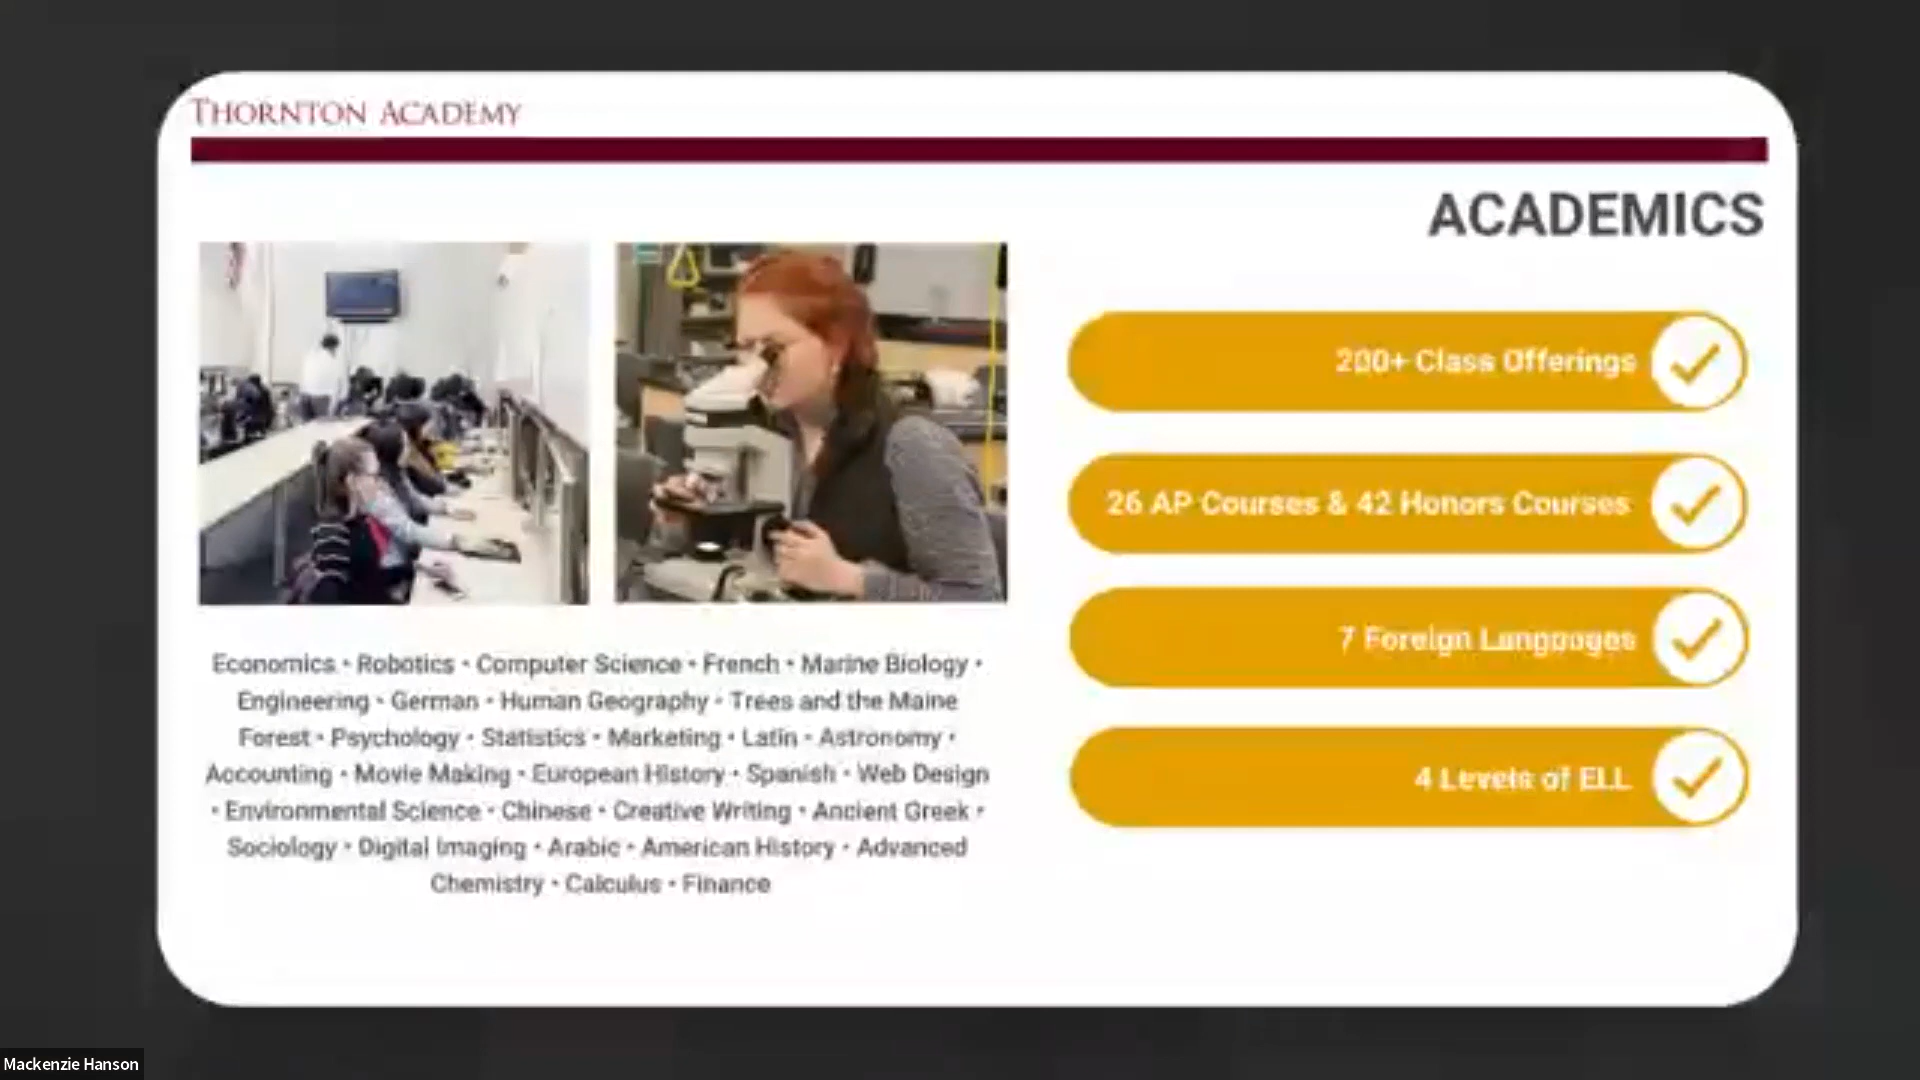 THORNTON ACADEMY
ACADEMICS
200+ Class Offerings
26 AP Courses & 42 Honors Courses
7 Foreign Languages
4 Levels of ELL
Economics • Robotics • Computer Science • French • Marine Biology •
Engineering • German • Human Geography • Trees and the Maine
Forest • Psychology • Statistics • Marketing • Latin • Astronomy •
Accounting • Movie Making • European History • Spanish • Web Design
• Environmental Science • Chinese • Creative Writing • Ancient Greek •
Sociology • Digital Imaging • Arabic • American History • Advanced
Chemistry • Calculus • Finance
Mackenzie Hanson